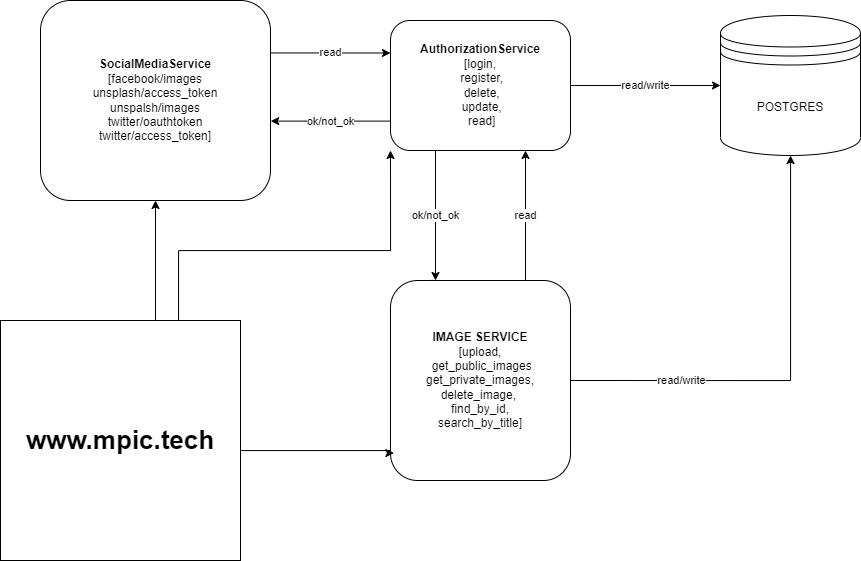 SocialMediaService
[facebook/images
unsplash/access_token
unspalsh/images
twitter/oauthtoken
twitter/access_token]
read
ok/not_ok
AuthorizationService
[login,
register,
delete,
update,
read]
read/write
POSTGRES
ok/not_ok
read
IMAGE SERVICE
[upload,
get_public_images
get_private_images,
delete_image,
find_by_id,
search_by_title]
read/write
www.mpic.tech